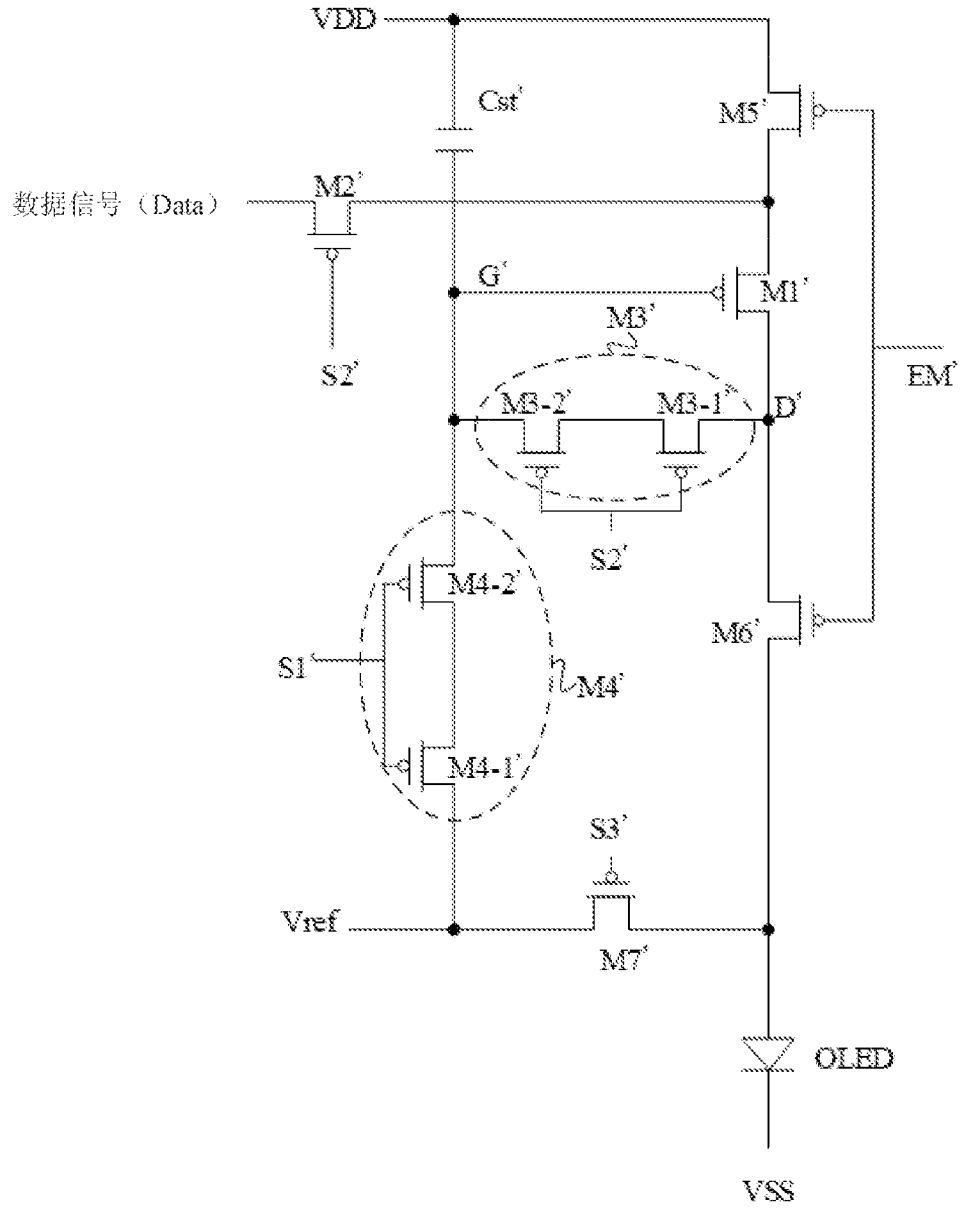 VDD
Cst'
M5'
M2'
数据信号（Data）
G'
M1'
M3'
S2'
EM'
M3-2'
M3-1'
D'
S2'
M4-2'
M6'
S1'
M4'
M4-1'
S3'
Vref
M7'
OLED
VSS